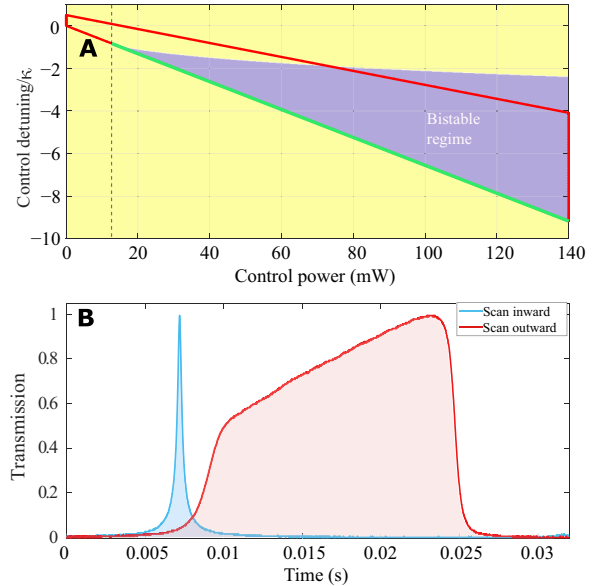 A
0
−2
−4
−6
−8
−10
Control detuning/κ
Bistable
regime
0 20 40 60 80 100 120 140
Control power (mW)
B
Scan inward
Scan outward
1
0.8
0.6
0.4
0.2
0
Transmission
0 0.005 0.01 0.015 0.02 0.025 0.03
Time (s)